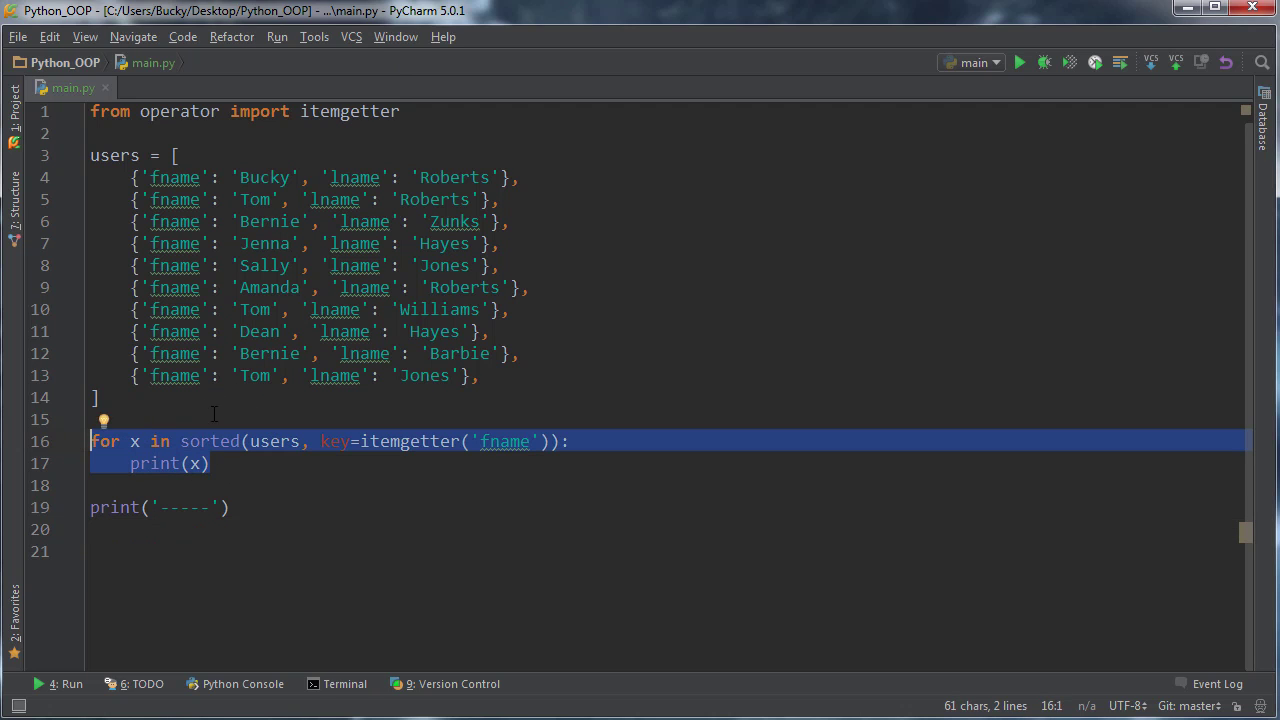 Python_OOP - [C:/Users/Bucky/Desktop/Python_OOP] - ...\main.py - PyCharm 5.0.1
File Edit View Navigate Code Refactor Run Tools VCS Window Help
Python_OOP main.py main VCS VCS
1: Project
7: Structure
2: Favorites
Database
main.py
1 from operator import itemgetter
2
3 users = [
4 {'fname': 'Bucky', 'lname': 'Roberts'},
5 {'fname': 'Tom', 'lname': 'Roberts'},
6 {'fname': 'Bernie', 'lname': 'Zunks'},
7 {'fname': 'Jenna', 'lname': 'Hayes'},
8 {'fname': 'Sally', 'lname': 'Jones'},
9 {'fname': 'Amanda', 'lname': 'Roberts'},
10 {'fname': 'Tom', 'lname': 'Williams'},
11 {'fname': 'Dean', 'lname': 'Hayes'},
12 {'fname': 'Bernie', 'lname': 'Barbie'},
13 {'fname': 'Tom', 'lname': 'Jones'},
14 ]
15
16 for x in sorted(users, key=itemgetter('fname')):
17 print(x)
18
19 print('-----')
20
21
4: Run 6: TODO Python Console Terminal 9: Version Control Event Log
61 chars, 2 lines 16:1 n/a UTF-8 Git: master